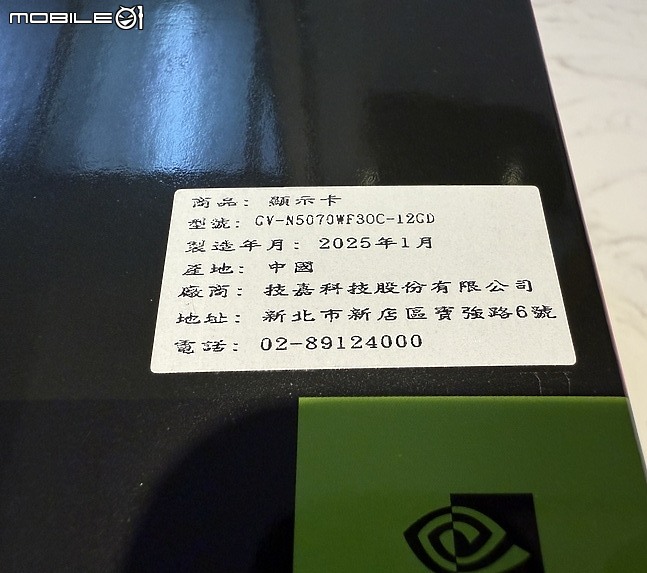 MOBILE01
商品：顯示卡
型號：GV-N5070WF3OC-12GD
製造年月：2025年1月
產地：中國
廠商：技嘉科技股份有限公司
地址：新北市新店區寶強路6號
電話：02-89124000